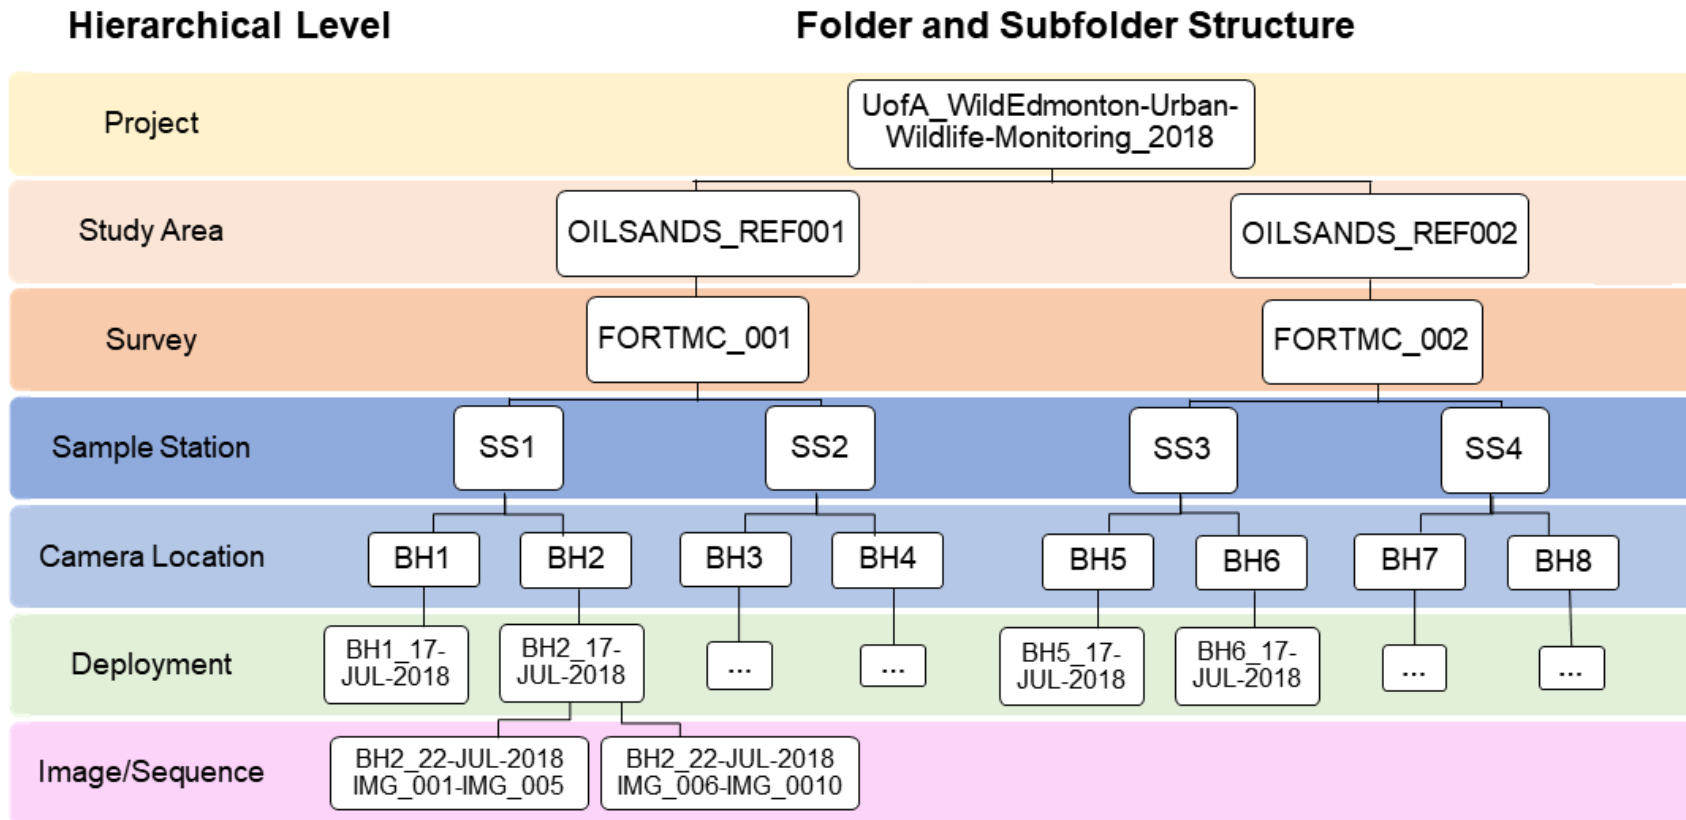 Hierarchical Level
Folder and Subfolder Structure
Project
UofA_WildEdmonton-Urban-
Wildlife-Monitoring_2018
Study Area
OILSANDS_REF001
OILSANDS_REF002
Survey
FORTMC_001
FORTMC_002
Sample Station
SS1
SS2
SS3
SS4
Camera Location
BH1
BH2
BH3
BH4
BH5
BH6
BH7
BH8
Deployment
BH1_17-
JUL-2018
BH2_17-
JUL-2018
...
...
BH5_17-
JUL-2018
BH6_17-
JUL-2018
...
...
Image/Sequence
BH2_22-JUL-2018
IMG_001-IMG_005
BH2_22-JUL-2018
IMG_006-IMG_0010